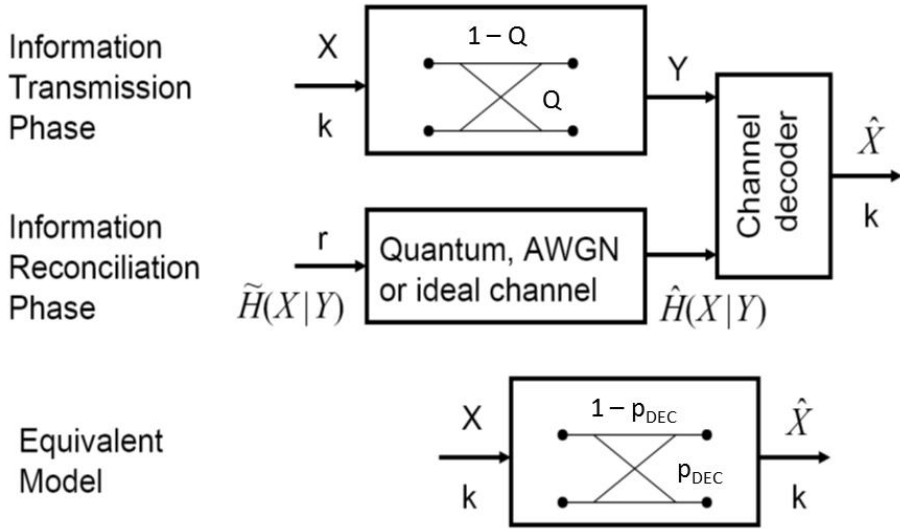 Information
Transmission
Phase
X
k
1 – Q
Q
Y
Channel
decoder
X̂
k
Information
Reconciliation
Phase
r
H̃(X|Y)
Quantum, AWGN
or ideal channel
Ĥ(X|Y)
Equivalent
Model
X
k
1 – pDEC
pDEC
X̂
k